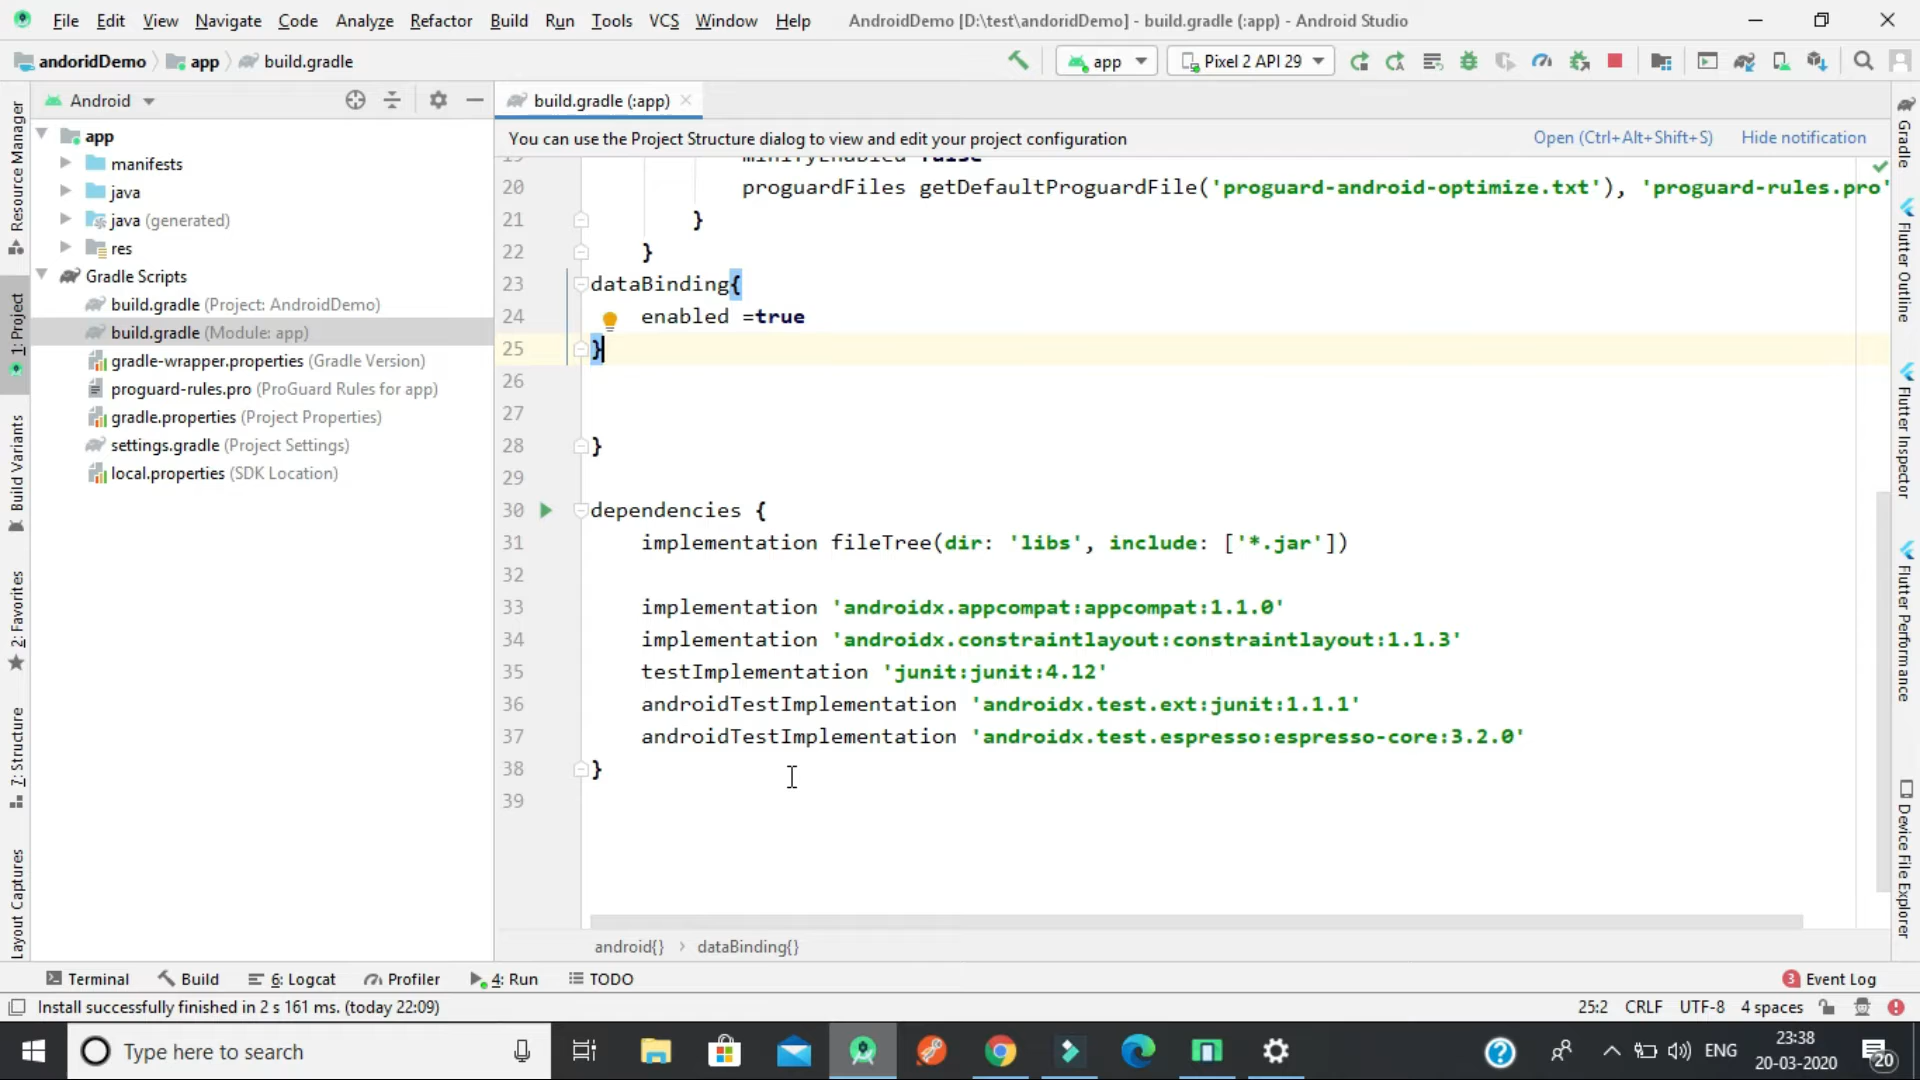 File Edit View Navigate Code Analyze Refactor Build Run Tools VCS Window Help AndroidDemo [D:\test\andoridDemo] - build.gradle (:app) - Android Studio
andoridDemo app build.gradle
app Pixel 2 API 29
Android
build.gradle (:app)
You can use the Project Structure dialog to view and edit your project configuration Open (Ctrl+Alt+Shift+S) Hide notification
app
manifests
java
java (generated)
res
Gradle Scripts
build.gradle (Project: AndroidDemo)
build.gradle (Module: app)
gradle-wrapper.properties (Gradle Version)
proguard-rules.pro (ProGuard Rules for app)
gradle.properties (Project Properties)
settings.gradle (Project Settings)
local.properties (SDK Location)
19 minifyEnabled false
20 proguardFiles getDefaultProguardFile('proguard-android-optimize.txt'), 'proguard-rules.pro'
21 }
22 }
23 dataBinding{
24 enabled =true
25 }
26
27
28 }
29
30 dependencies {
31 implementation fileTree(dir: 'libs', include: ['*.jar'])
32
33 implementation 'androidx.appcompat:appcompat:1.1.0'
34 implementation 'androidx.constraintlayout:constraintlayout:1.1.3'
35 testImplementation 'junit:junit:4.12'
36 androidTestImplementation 'androidx.test.ext:junit:1.1.1'
37 androidTestImplementation 'androidx.test.espresso:espresso-core:3.2.0'
38 }
39
android{} › dataBinding{}
Resource Manager
1: Project
Build Variants
2: Favorites
7: Structure
Layout Captures
Gradle
Flutter Outline
Flutter Inspector
Flutter Performance
Device File Explorer
Terminal Build 6: Logcat Profiler 4: Run TODO 3 Event Log
Install successfully finished in 2 s 161 ms. (today 22:09) 25:2 CRLF UTF-8 4 spaces
Type here to search
ENG
23:38
20-03-2020
20